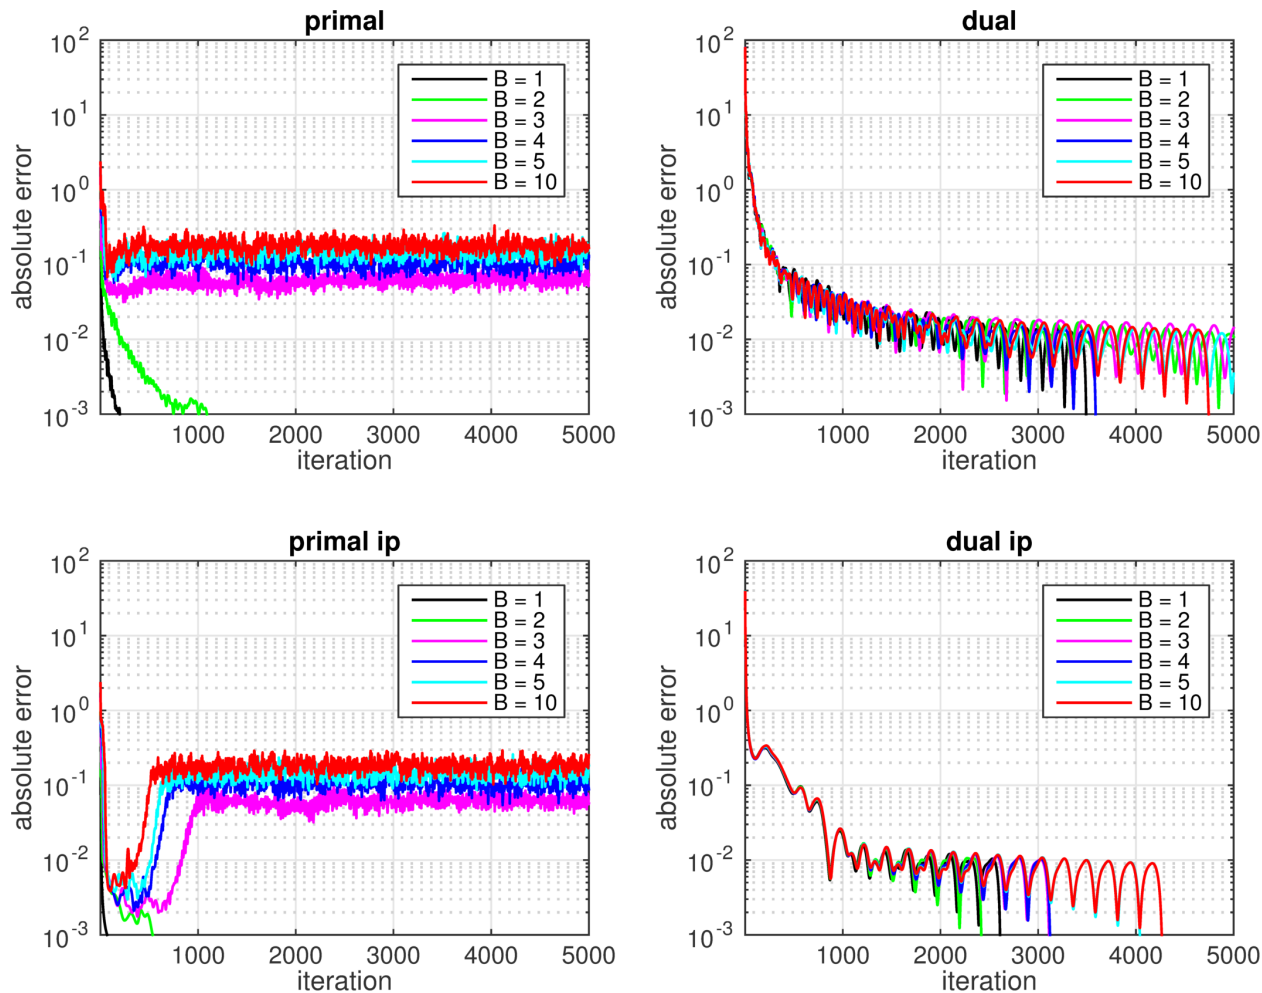 primal
10^2
10^1
10^0
10^-1
10^-2
10^-3
absolute error
B = 1
B = 2
B = 3
B = 4
B = 5
B = 10
1000 2000 3000 4000 5000
iteration
dual
10^2
10^1
10^0
10^-1
10^-2
10^-3
absolute error
B = 1
B = 2
B = 3
B = 4
B = 5
B = 10
1000 2000 3000 4000 5000
iteration
primal ip
10^2
10^1
10^0
10^-1
10^-2
10^-3
absolute error
B = 1
B = 2
B = 3
B = 4
B = 5
B = 10
1000 2000 3000 4000 5000
iteration
dual ip
10^2
10^1
10^0
10^-1
10^-2
10^-3
absolute error
B = 1
B = 2
B = 3
B = 4
B = 5
B = 10
1000 2000 3000 4000 5000
iteration